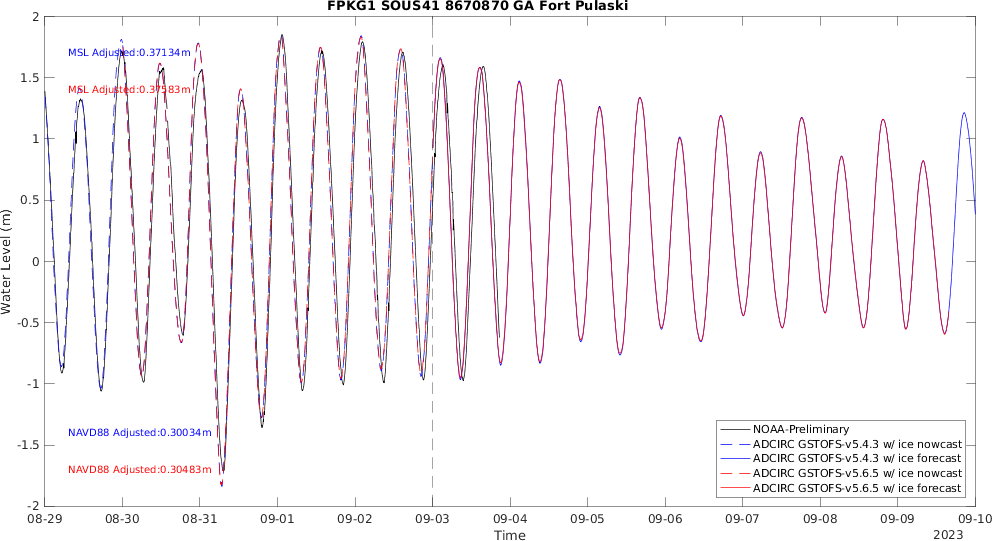 FPKG1 SOUS41 8670870 GA Fort Pulaski
2
1.5
1
0.5
0
-0.5
-1
-1.5
-2
Water Level (m)
MSL Adjusted:0.37134m
MSL Adjusted:0.37583m
NAVD88 Adjusted:0.30034m
NAVD88 Adjusted:0.30483m
NOAA-Preliminary
ADCIRC GSTOFS-v5.4.3 w/ ice nowcast
ADCIRC GSTOFS-v5.4.3 w/ ice forecast
ADCIRC GSTOFS-v5.6.5 w/ ice nowcast
ADCIRC GSTOFS-v5.6.5 w/ ice forecast
08-29 08-30 08-31 09-01 09-02 09-03 09-04 09-05 09-06 09-07 09-08 09-09 09-10
Time
2023